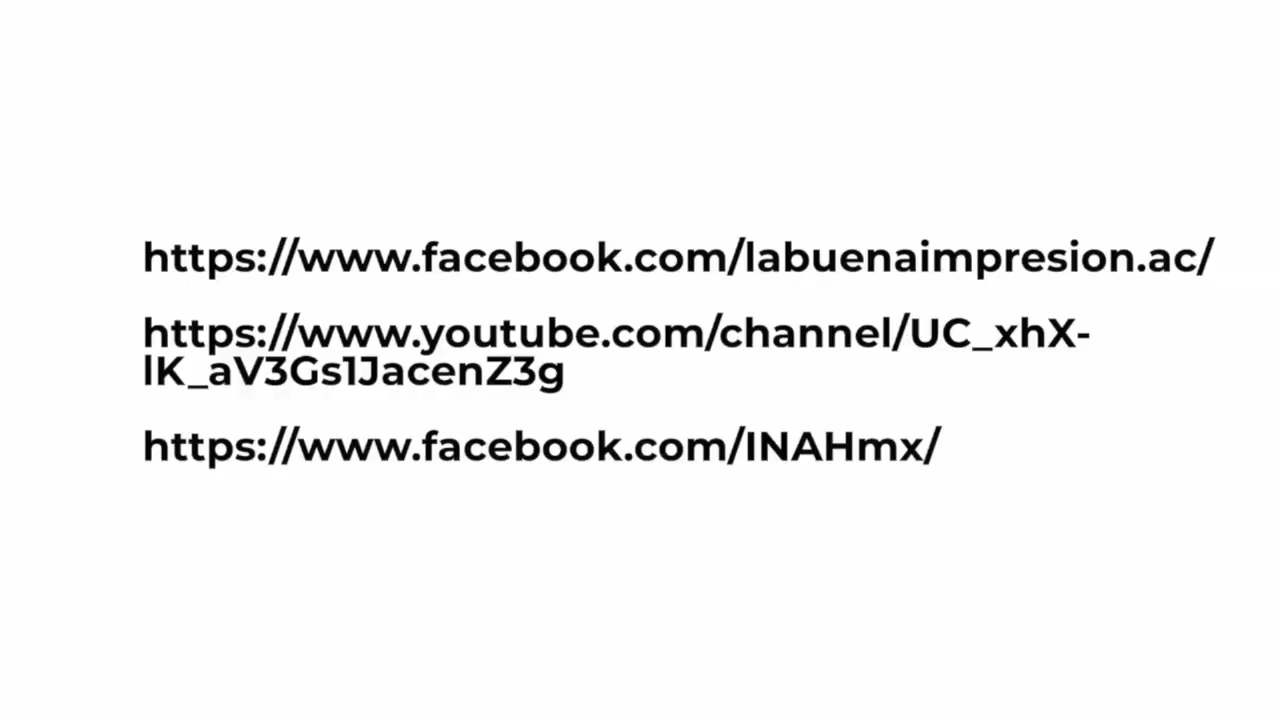 https://www.facebook.com/labuenaimpresion.ac/
https://www.youtube.com/channel/UC_xhX-
lK_aV3Gs1JacenZ3g
https://www.facebook.com/INAHmx/